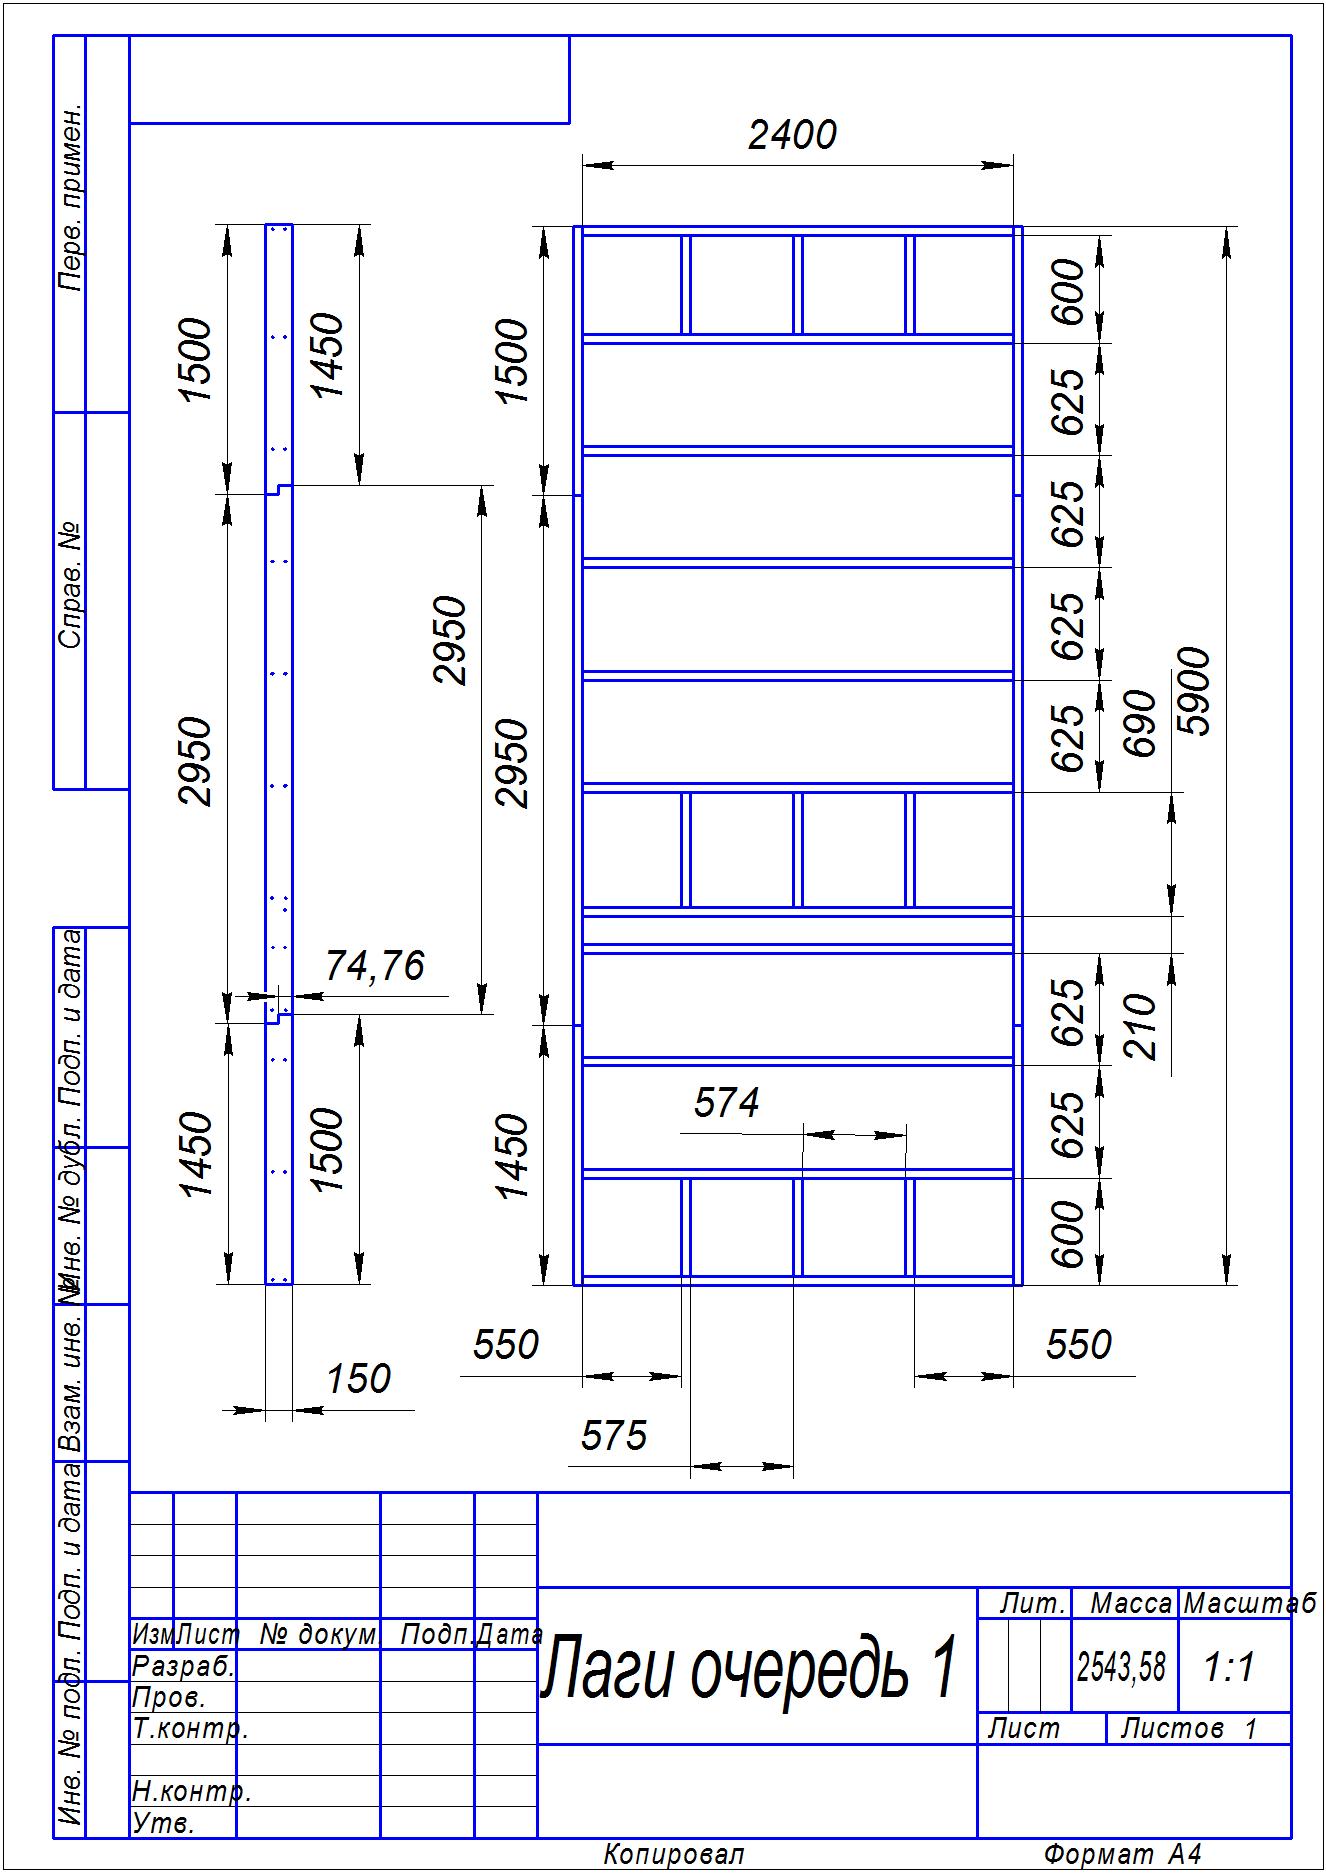 Перв. примен.
Справ. №
Подп. и дата
Инв. № дубл.
Взам. инв. №
Подп. и дата
Инв. № подл.
2400
1500
1450
1500
600
625
625
625
625
2950
2950
2950
690
5900
74,76
625
210
625
574
1450
1500
1450
600
550
550
150
575
Лит. Масса Масштаб
Изм Лист № докум. Подп. Дата
Разраб.
Пров.
Т.контр.
Н.контр.
Утв.
Лаги очередь 1
2543,58 1:1
Лист Листов 1
Копировал Формат А4